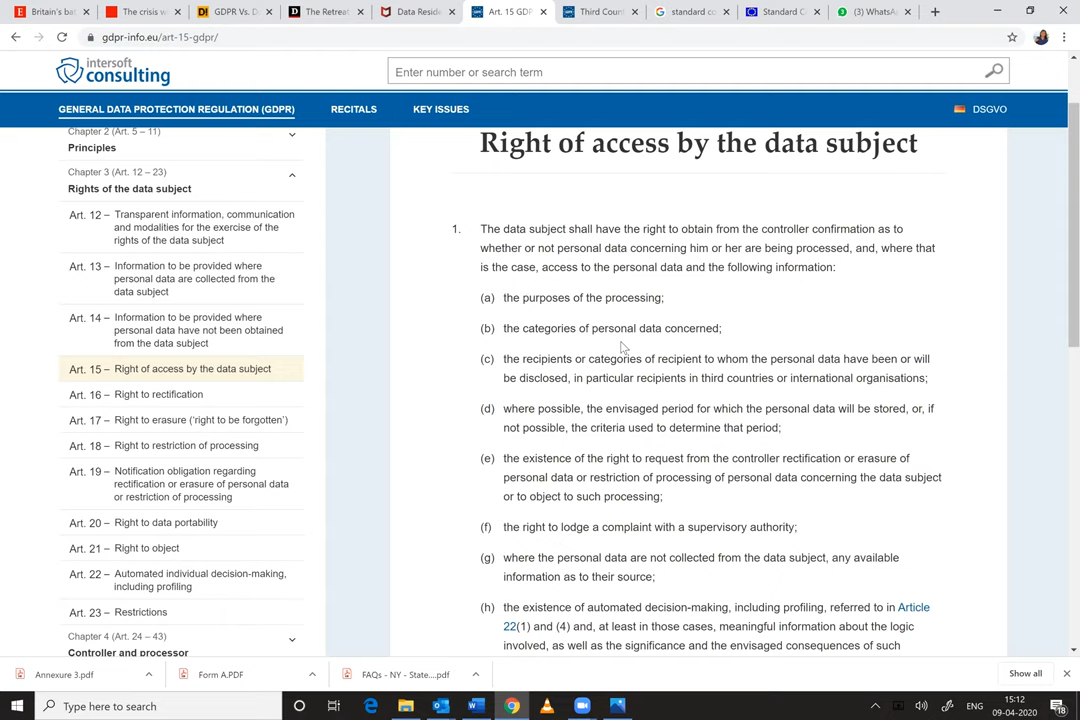 Britain's bat
The crisis w
GDPR Vs. D
The Retreat
Data Reside
Art. 15 GDP
Third Count
standard co
Standard C
(3) WhatsA
gdpr-info.eu/art-15-gdpr/
intersoft
consulting
Enter number or search term
GENERAL DATA PROTECTION REGULATION (GDPR)
RECITALS
KEY ISSUES
DSGVO
Chapter 2 (Art. 5 – 11)
Principles
Chapter 3 (Art. 12 – 23)
Rights of the data subject
Art. 12 – Transparent information, communication
and modalities for the exercise of the
rights of the data subject
Art. 13 – Information to be provided where
personal data are collected from the
data subject
Art. 14 – Information to be provided where
personal data have not been obtained
from the data subject
Art. 15 – Right of access by the data subject
Art. 16 – Right to rectification
Art. 17 – Right to erasure ('right to be forgotten')
Art. 18 – Right to restriction of processing
Art. 19 – Notification obligation regarding
rectification or erasure of personal data
or restriction of processing
Art. 20 – Right to data portability
Art. 21 – Right to object
Art. 22 – Automated individual decision-making,
including profiling
Art. 23 – Restrictions
Chapter 4 (Art. 24 – 43)
Controller and processor
Right of access by the data subject
1. The data subject shall have the right to obtain from the controller confirmation as to
whether or not personal data concerning him or her are being processed, and, where that
is the case, access to the personal data and the following information:
(a) the purposes of the processing;
(b) the categories of personal data concerned;
(c) the recipients or categories of recipient to whom the personal data have been or will
be disclosed, in particular recipients in third countries or international organisations;
(d) where possible, the envisaged period for which the personal data will be stored, or, if
not possible, the criteria used to determine that period;
(e) the existence of the right to request from the controller rectification or erasure of
personal data or restriction of processing of personal data concerning the data subject
or to object to such processing;
(f) the right to lodge a complaint with a supervisory authority;
(g) where the personal data are not collected from the data subject, any available
information as to their source;
(h) the existence of automated decision-making, including profiling, referred to in Article
22(1) and (4) and, at least in those cases, meaningful information about the logic
involved, as well as the significance and the envisaged consequences of such
Annexure 3.pdf
Form A.PDF
FAQs - NY - State....pdf
Show all
Type here to search
ENG
15:12
09-04-2020
18